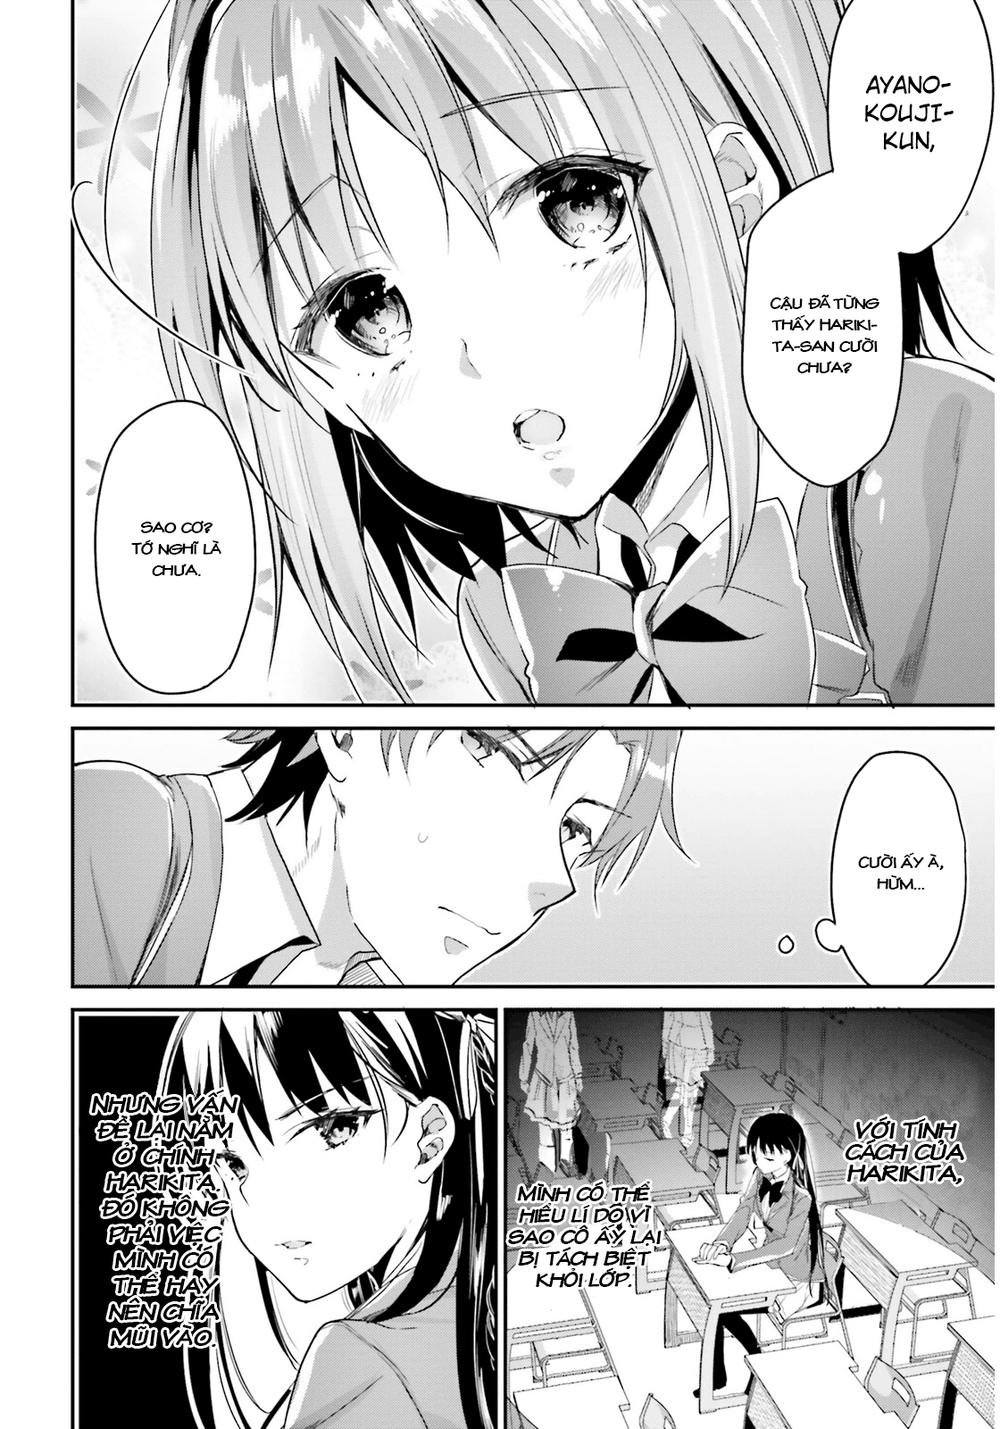 AYANO-
KOUJI-
KUN,
CẬU ĐÃ TỪNG
THẤY HARIKI-
TA-SAN CƯỜI
CHƯA?
SAO CƠ?
TỚ NGHĨ LÀ
CHƯA.
CƯỜI ẤY À,
HỪM...
VỚI TÍNH
CÁCH CỦA
HARIKITA,
MÌNH CÓ THỂ
HIỂU LÍ DO VÌ
SAO CÔ ẤY LẠI
BỊ TÁCH BIỆT
KHỎI LỚP.
NHƯNG VẤN
ĐỀ LẠI NẰM
Ở CHÍNH
HARIKITA.
ĐÓ KHÔNG
PHẢI VIỆC
MÌNH CÓ
THỂ HAY
NÊN CHĨA
MŨI VÀO.